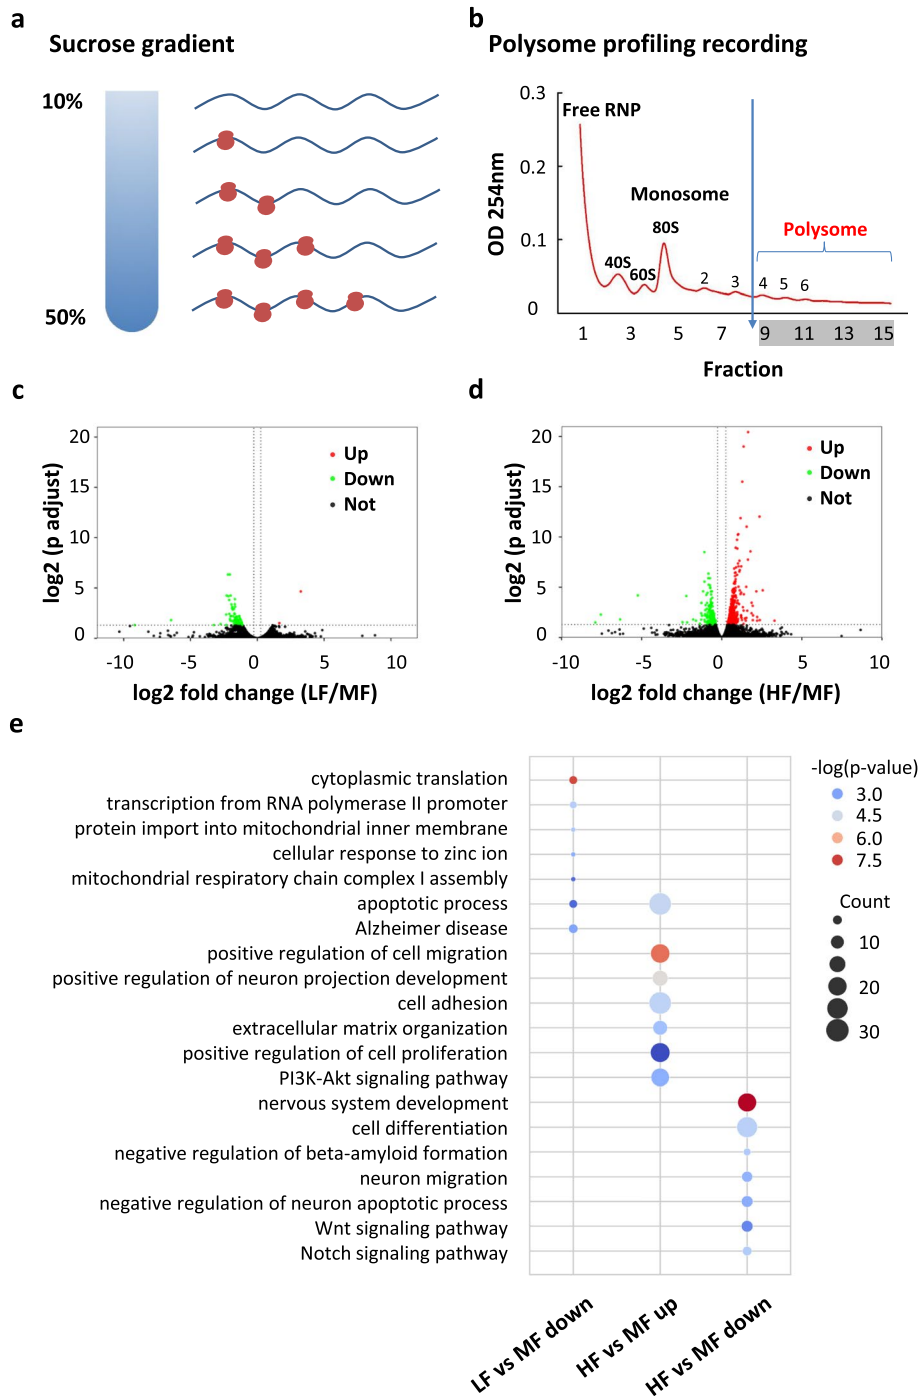 a
Sucrose gradient
10%
50%
b
Polysome profiling recording
OD 254nm
0.3
0.2
0.1
0
Free RNP
40S
60S
Monosome
80S
2
3
Polysome
4
5
6
1 3 5 7 9 11 13 15
Fraction
c
log2 (p adjust)
20
15
10
5
0
Up
Down
Not
-10 -5 0 5 10
log2 fold change (LF/MF)
d
log2 (p adjust)
20
15
10
5
0
Up
Down
Not
-10 -5 0 5 10
log2 fold change (HF/MF)
e
cytoplasmic translation
transcription from RNA polymerase II promoter
protein import into mitochondrial inner membrane
cellular response to zinc ion
mitochondrial respiratory chain complex I assembly
apoptotic process
Alzheimer disease
positive regulation of cell migration
positive regulation of neuron projection development
cell adhesion
extracellular matrix organization
positive regulation of cell proliferation
PI3K-Akt signaling pathway
nervous system development
cell differentiation
negative regulation of beta-amyloid formation
neuron migration
negative regulation of neuron apoptotic process
Wnt signaling pathway
Notch signaling pathway
LF vs MF down
HF vs MF up
HF vs MF down
-log(p-value)
3.0
4.5
6.0
7.5
Count
10
20
30